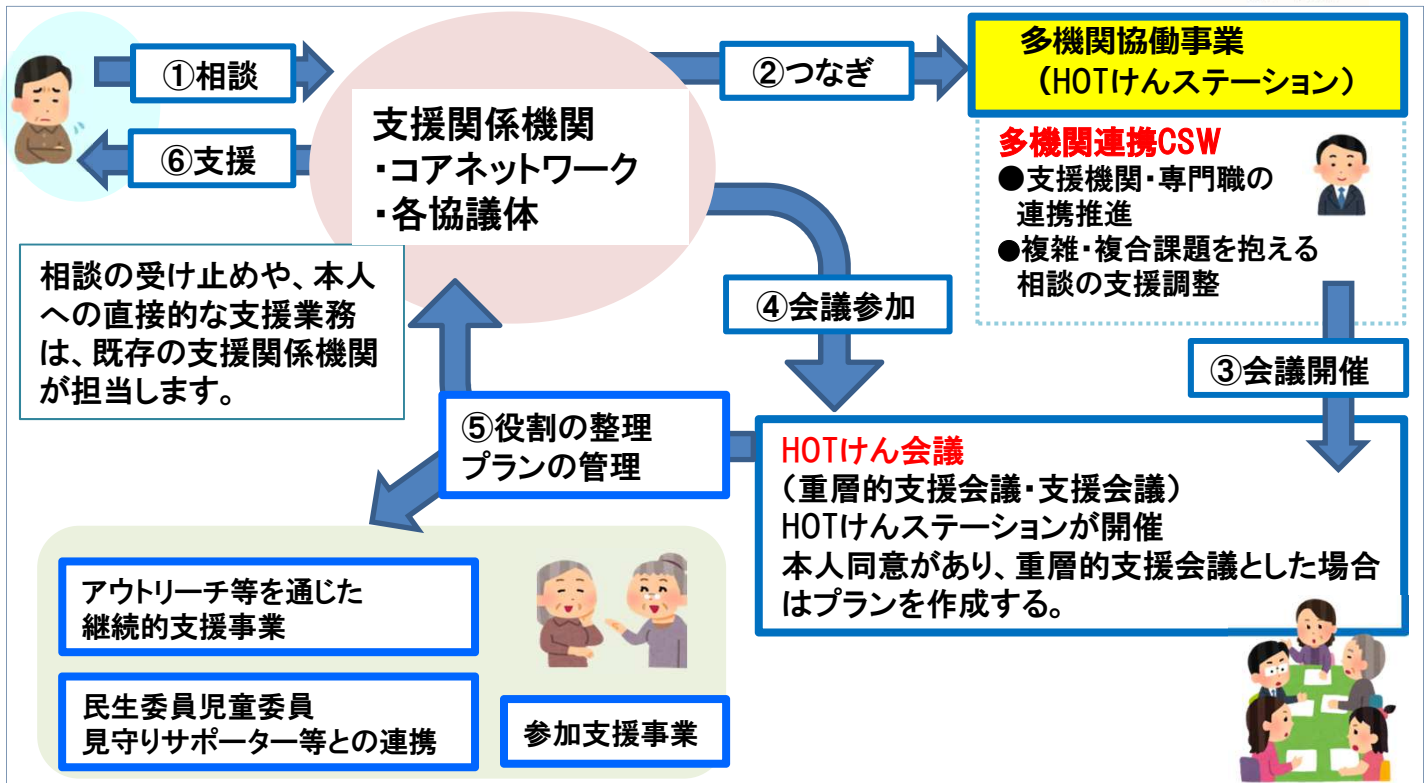 ①相談
⑥支援
支援関係機関
・コアネットワーク
・各協議体
②つなぎ
多機関協働事業
（HOTけんステーション）
多機関連携CSW
●支援機関・専門職の
連携推進
●複雑・複合課題を抱える
相談の支援調整
相談の受け止めや、本人
への直接的な支援業務
は、既存の支援関係機関
が担当します。
④会議参加
③会議開催
⑤役割の整理
プランの管理
HOTけん会議
（重層的支援会議・支援会議）
HOTけんステーションが開催
本人同意があり、重層的支援会議とした場合
はプランを作成する。
アウトリーチ等を通じた
継続的支援事業
民生委員児童委員
見守りサポーター等との連携
参加支援事業